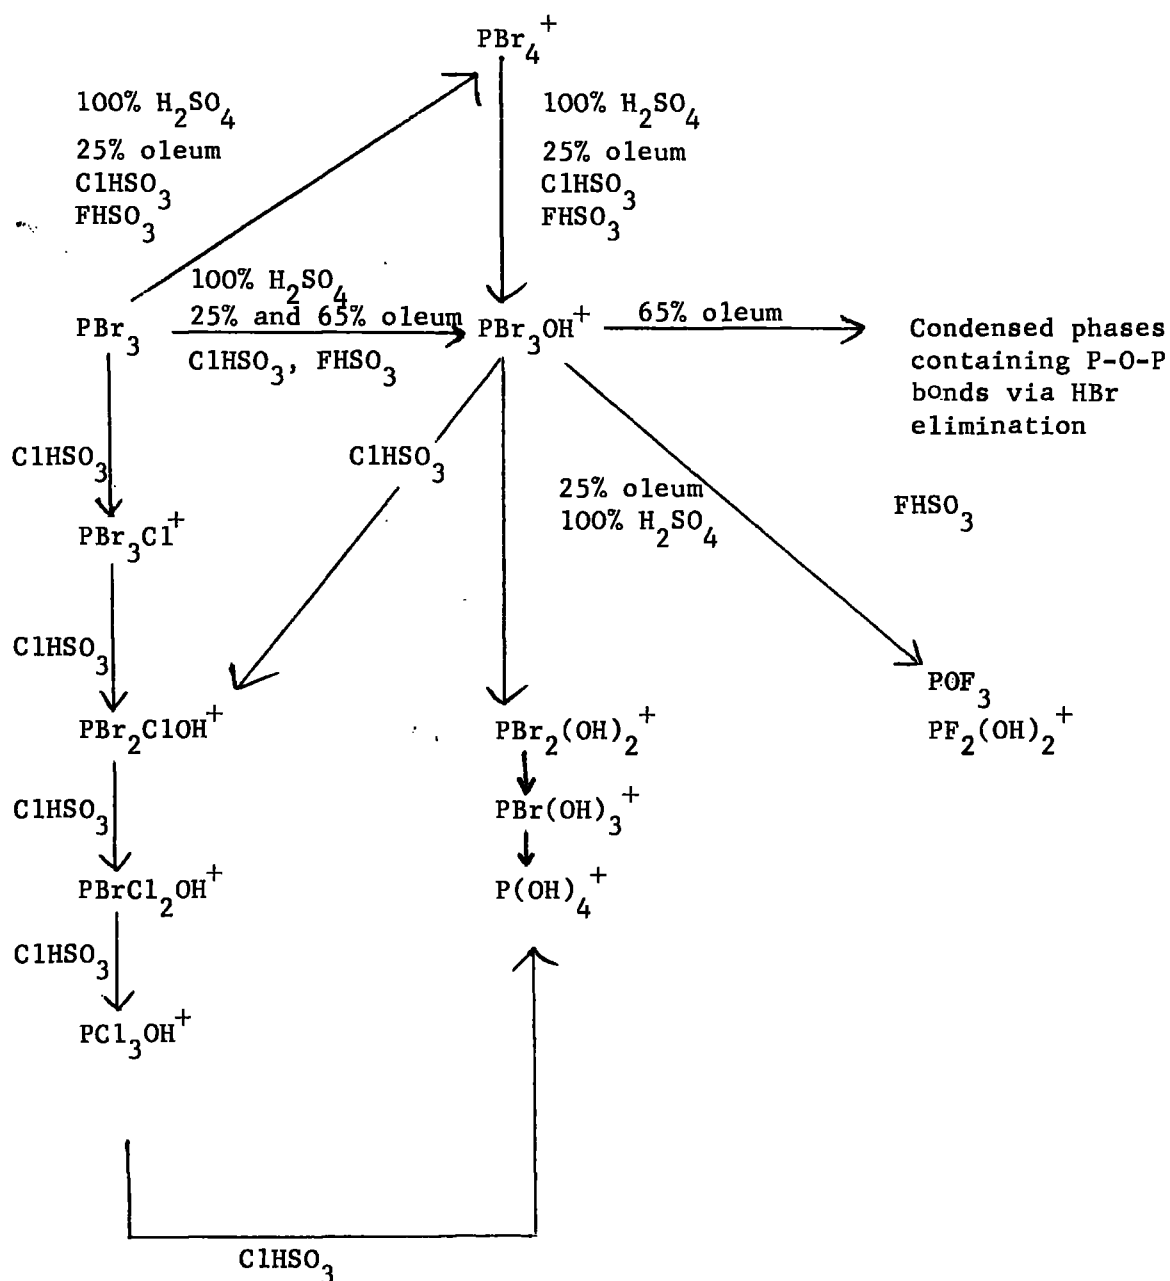 PBr₄⁺
100% H₂SO₄
25% oleum
ClHSO₃
FHSO₃
100% H₂SO₄
25% oleum
ClHSO₃
FHSO₃
100% H₂SO₄
25% and 65% oleum
ClHSO₃, FHSO₃
PBr₃
PBr₃OH⁺
65% oleum
Condensed phases
containing P-O-P
bonds via HBr
elimination
ClHSO₃
ClHSO₃
25% oleum
100% H₂SO₄
FHSO₃
PBr₃Cl⁺
ClHSO₃
POF₃
PBr₂ClOH⁺
PBr₂(OH)₂⁺
PF₂(OH)₂⁺
ClHSO₃
PBr(OH)₃⁺
PBrCl₂OH⁺
P(OH)₄⁺
ClHSO₃
PCl₃OH⁺
ClHSO₃